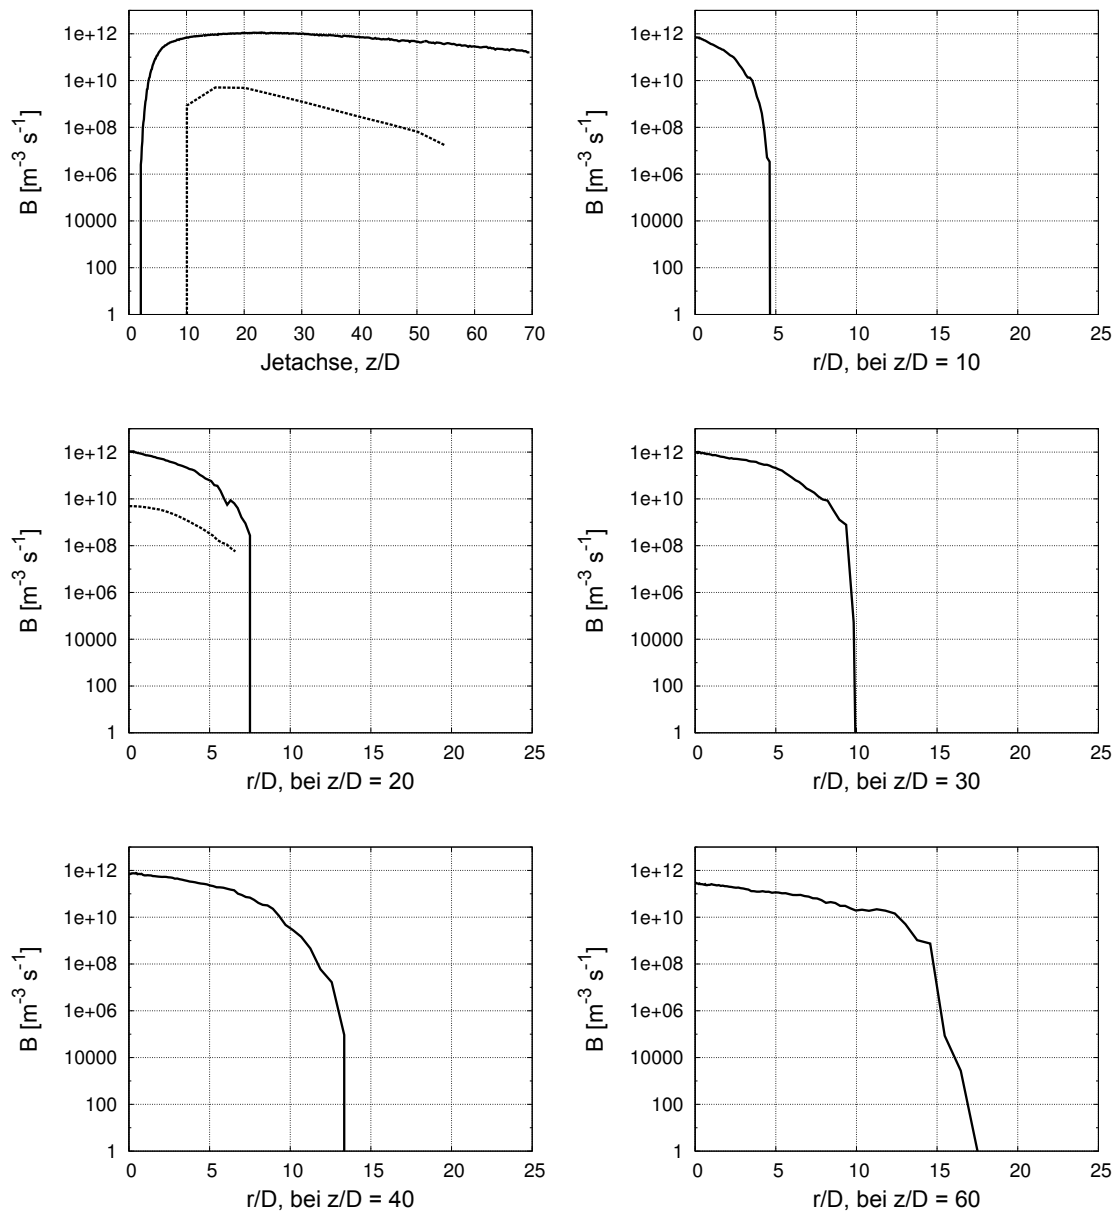 1e+12
1e+10
1e+08
1e+06
10000
100
1
B [m⁻³ s⁻¹]
0 10 20 30 40 50 60 70
Jetachse, z/D
1e+12
1e+10
1e+08
1e+06
10000
100
1
B [m⁻³ s⁻¹]
0 5 10 15 20 25
r/D, bei z/D = 10
1e+12
1e+10
1e+08
1e+06
10000
100
1
B [m⁻³ s⁻¹]
0 5 10 15 20 25
r/D, bei z/D = 20
1e+12
1e+10
1e+08
1e+06
10000
100
1
B [m⁻³ s⁻¹]
0 5 10 15 20 25
r/D, bei z/D = 30
1e+12
1e+10
1e+08
1e+06
10000
100
1
B [m⁻³ s⁻¹]
0 5 10 15 20 25
r/D, bei z/D = 40
1e+12
1e+10
1e+08
1e+06
10000
100
1
B [m⁻³ s⁻¹]
0 5 10 15 20 25
r/D, bei z/D = 60